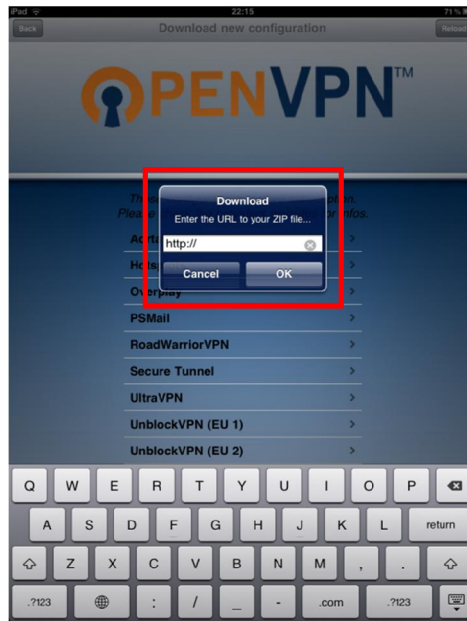 iPad 22:15 71 %
Back Download new configuration Reload
OPENVPN™
Download
Enter the URL to your ZIP file...
http://
Cancel OK
Overplay
PSMail
RoadWarriorVPN
Secure Tunnel
UltraVPN
UnblockVPN (EU 1)
UnblockVPN (EU 2)
Q W E R T Y U I O P
A S D F G H J K L return
Z X C V B N M , .
.?123 : / _ - .com .?123